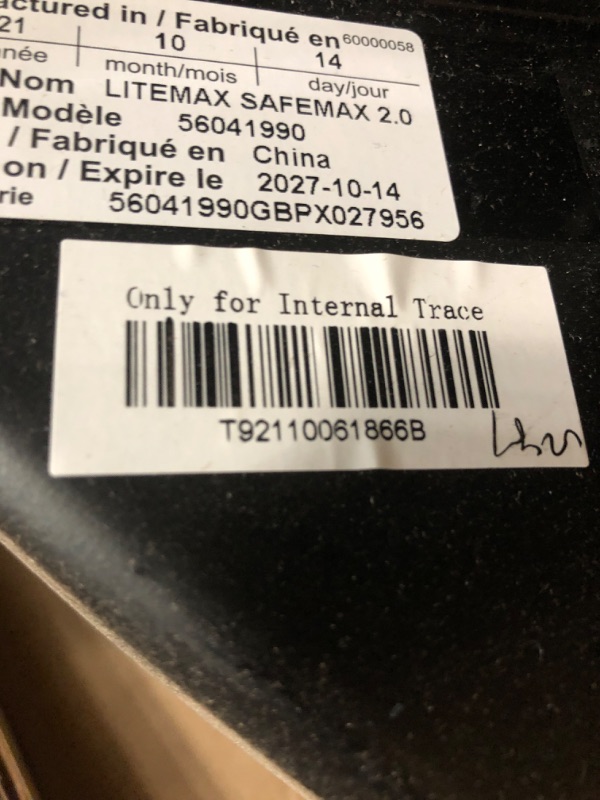 actured in / Fabriqué en 60000058
21 10 14
nnée month/mois day/jour
Nom LITEMAX SAFEMAX 2.0
Modèle 56041990
/ Fabriqué en China
on / Expire le 2027-10-14
rie 56041990GBPX027956
Only for Internal Trace
T92110061866B